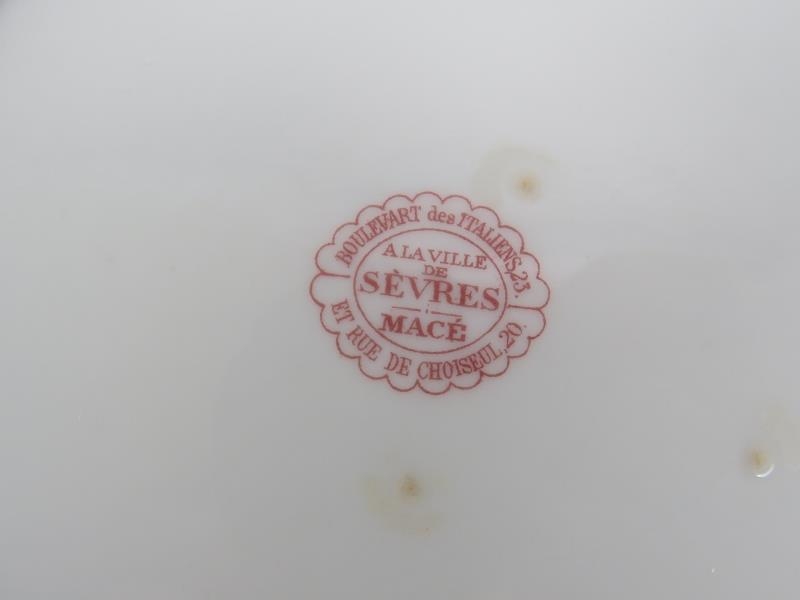 BOULEVART des ITALIENS, 23.
A LA VILLE
DE
SÈVRES
MACÉ
ET RUE DE CHOISEUL, 20.